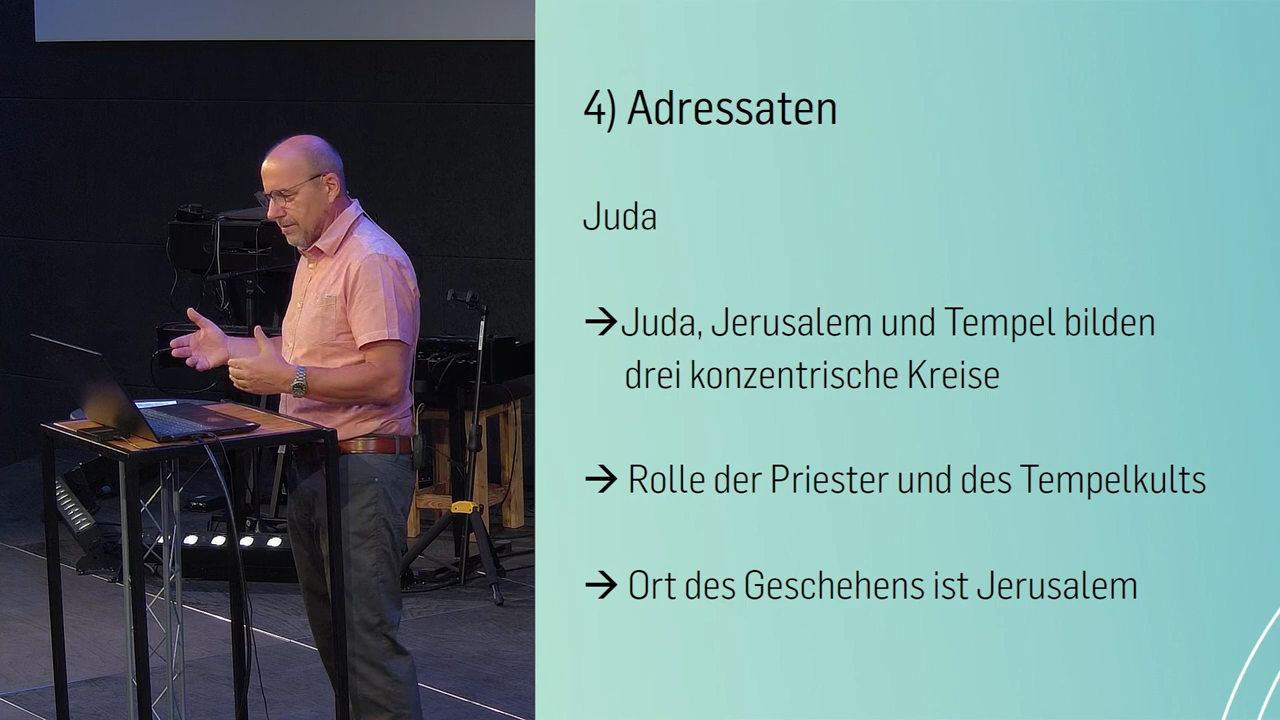 4) Adressaten
Juda
→Juda, Jerusalem und Tempel bilden
drei konzentrische Kreise
→ Rolle der Priester und des Tempelkults
→ Ort des Geschehens ist Jerusalem